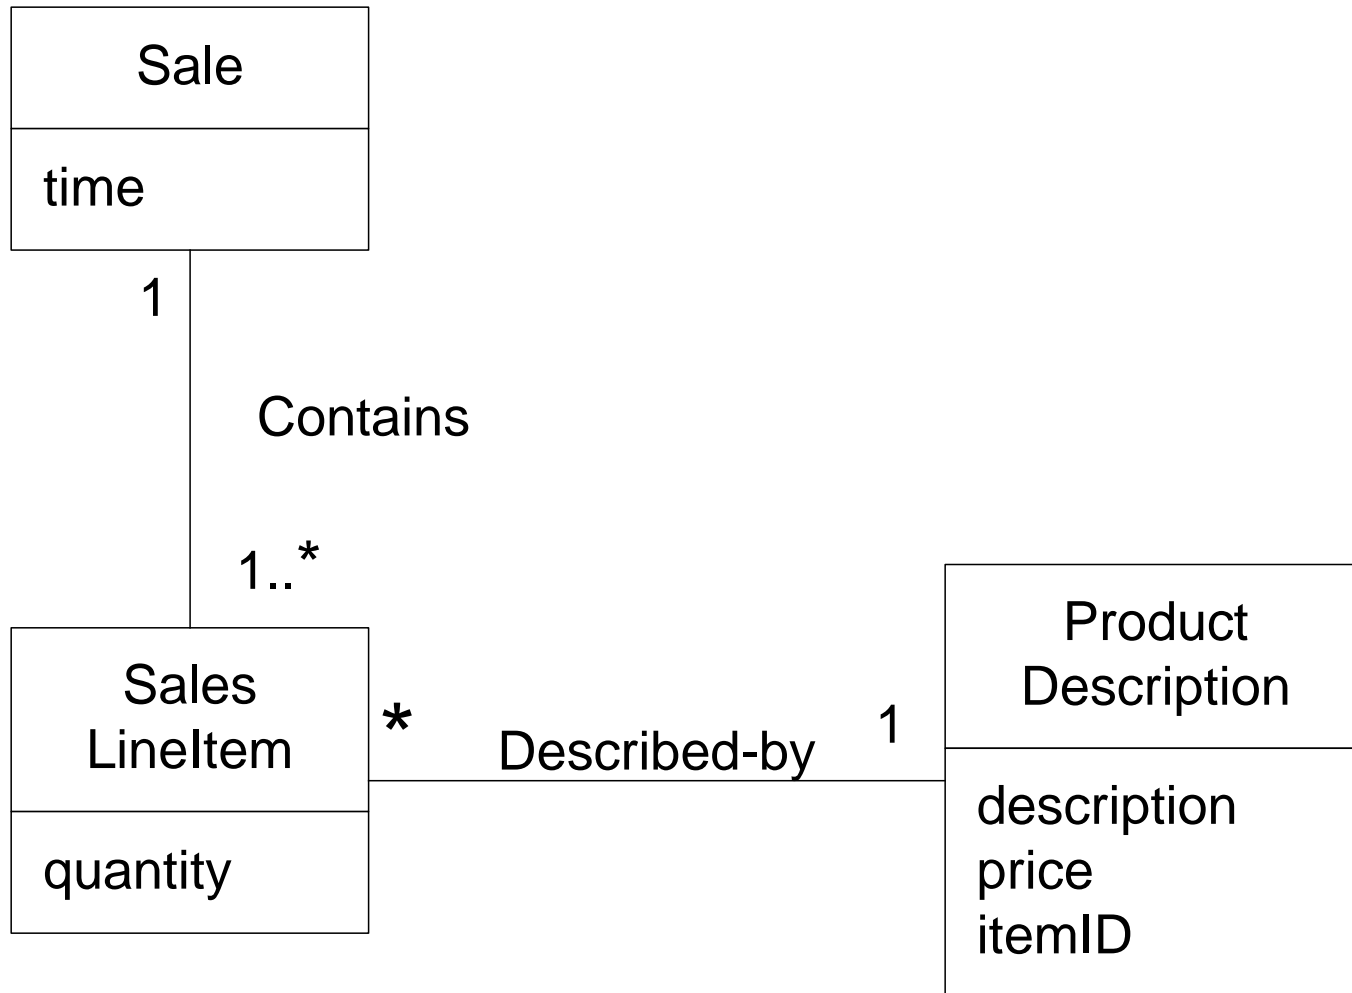 Sale
time
1
Contains
1..*
Sales
LineItem
quantity
*
Described-by
1
Product
Description
description
price
itemID